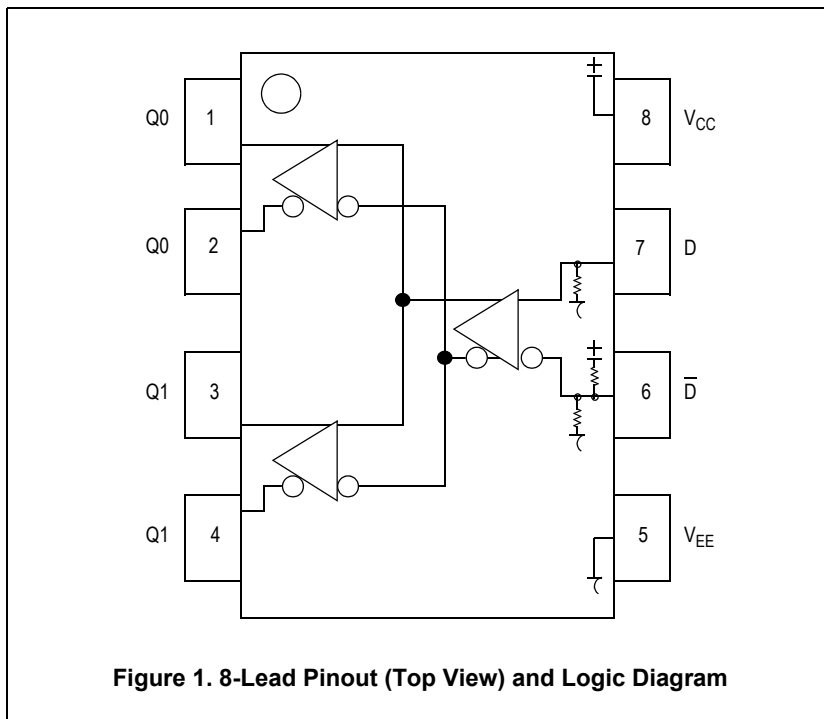 Q0 1 8 VCC
Q0 2 7 D
Q1 3 6 D̅
Q1 4 5 VEE
Figure 1. 8-Lead Pinout (Top View) and Logic Diagram